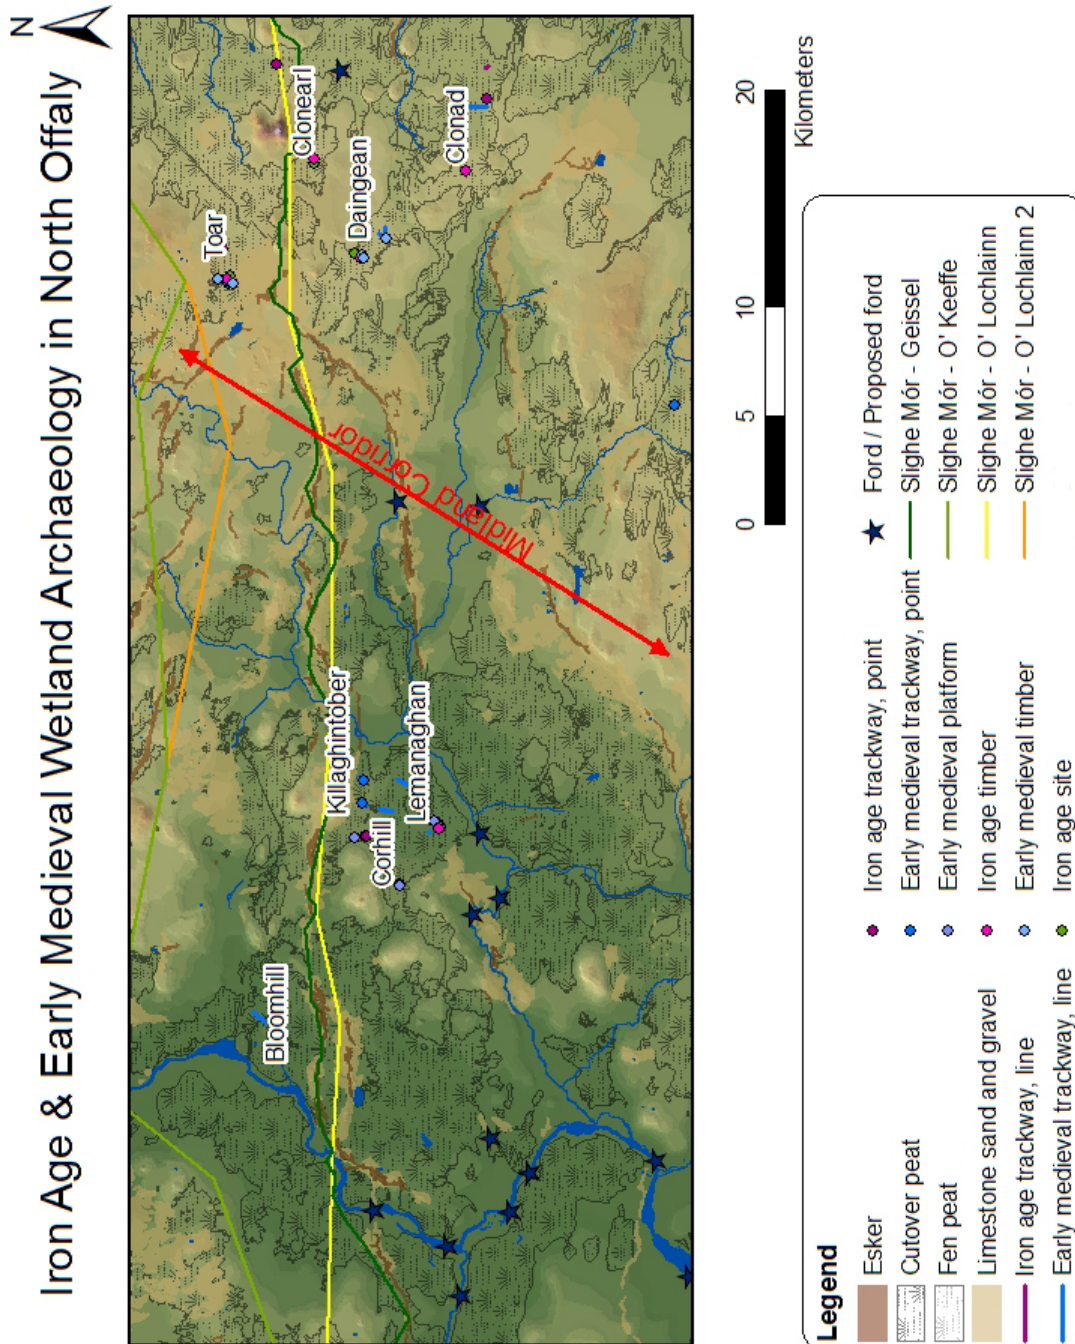 Iron Age & Early Medieval Wetland Archaeology in North Offaly
N
Bloomhill
Corhill
Killaghintober
Lemanaghan
Midland Corridor
Toar
Daingean
Clonearl
Clonad
0 5 10 20
Kilometers
Legend
Esker
Cutover peat
Fen peat
Limestone sand and gravel
Iron age trackway, line
Early medieval trackway, line
Iron age trackway, point
Early medieval trackway, point
Early medieval platform
Iron age timber
Early medieval timber
Iron age site
Ford / Proposed ford
Slighe Mór - Geissel
Slighe Mór - O' Keeffe
Slighe Mór - O' Lochlainn
Slighe Mór - O' Lochlainn 2